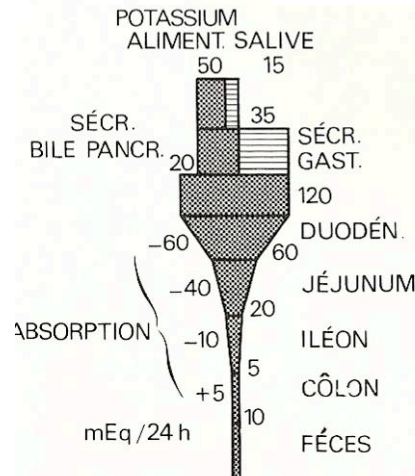 POTASSIUM
ALIMENT. SALIVE
50 15
35
SÉCR.
BILE PANCR.
SÉCR.
GAST.
20
120
DUODÉN.
-60 60
JÉJUNUM
-40
20
ABSORPTION
-10 ILÉON
5
+5 CÔLON
10
mEq/24 h
FÉCES